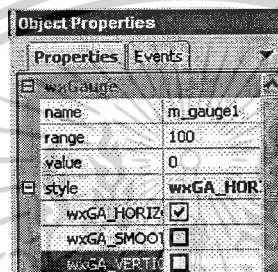 Object Properties
Properties Events
wxGauge
name m_gauge1
range 100
value 0
style wxGA_HOR
wxGA_HORIZ
wxGA_SMOOT
wxGA_VERTIC